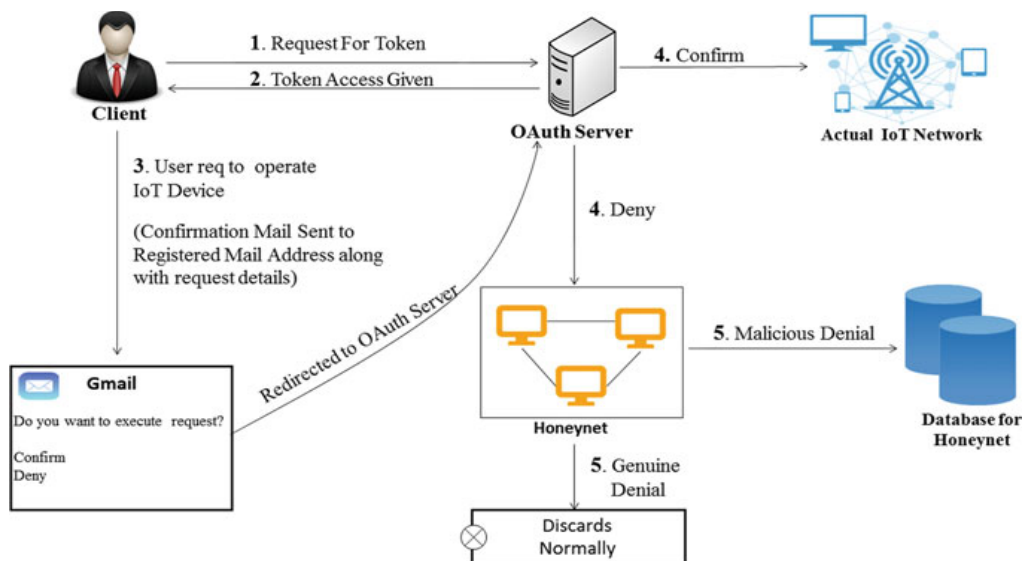 1. Request For Token
2. Token Access Given
Client
OAuth Server
4. Confirm
Actual IoT Network
3. User req to operate
IoT Device
(Confirmation Mail Sent to
Registered Mail Address along
with request details)
Redirected to OAuth Server
4. Deny
Gmail
Do you want to execute request?
Confirm
Deny
Honeynet
5. Malicious Denial
Database for
Honeynet
5. Genuine
Denial
Discards
Normally